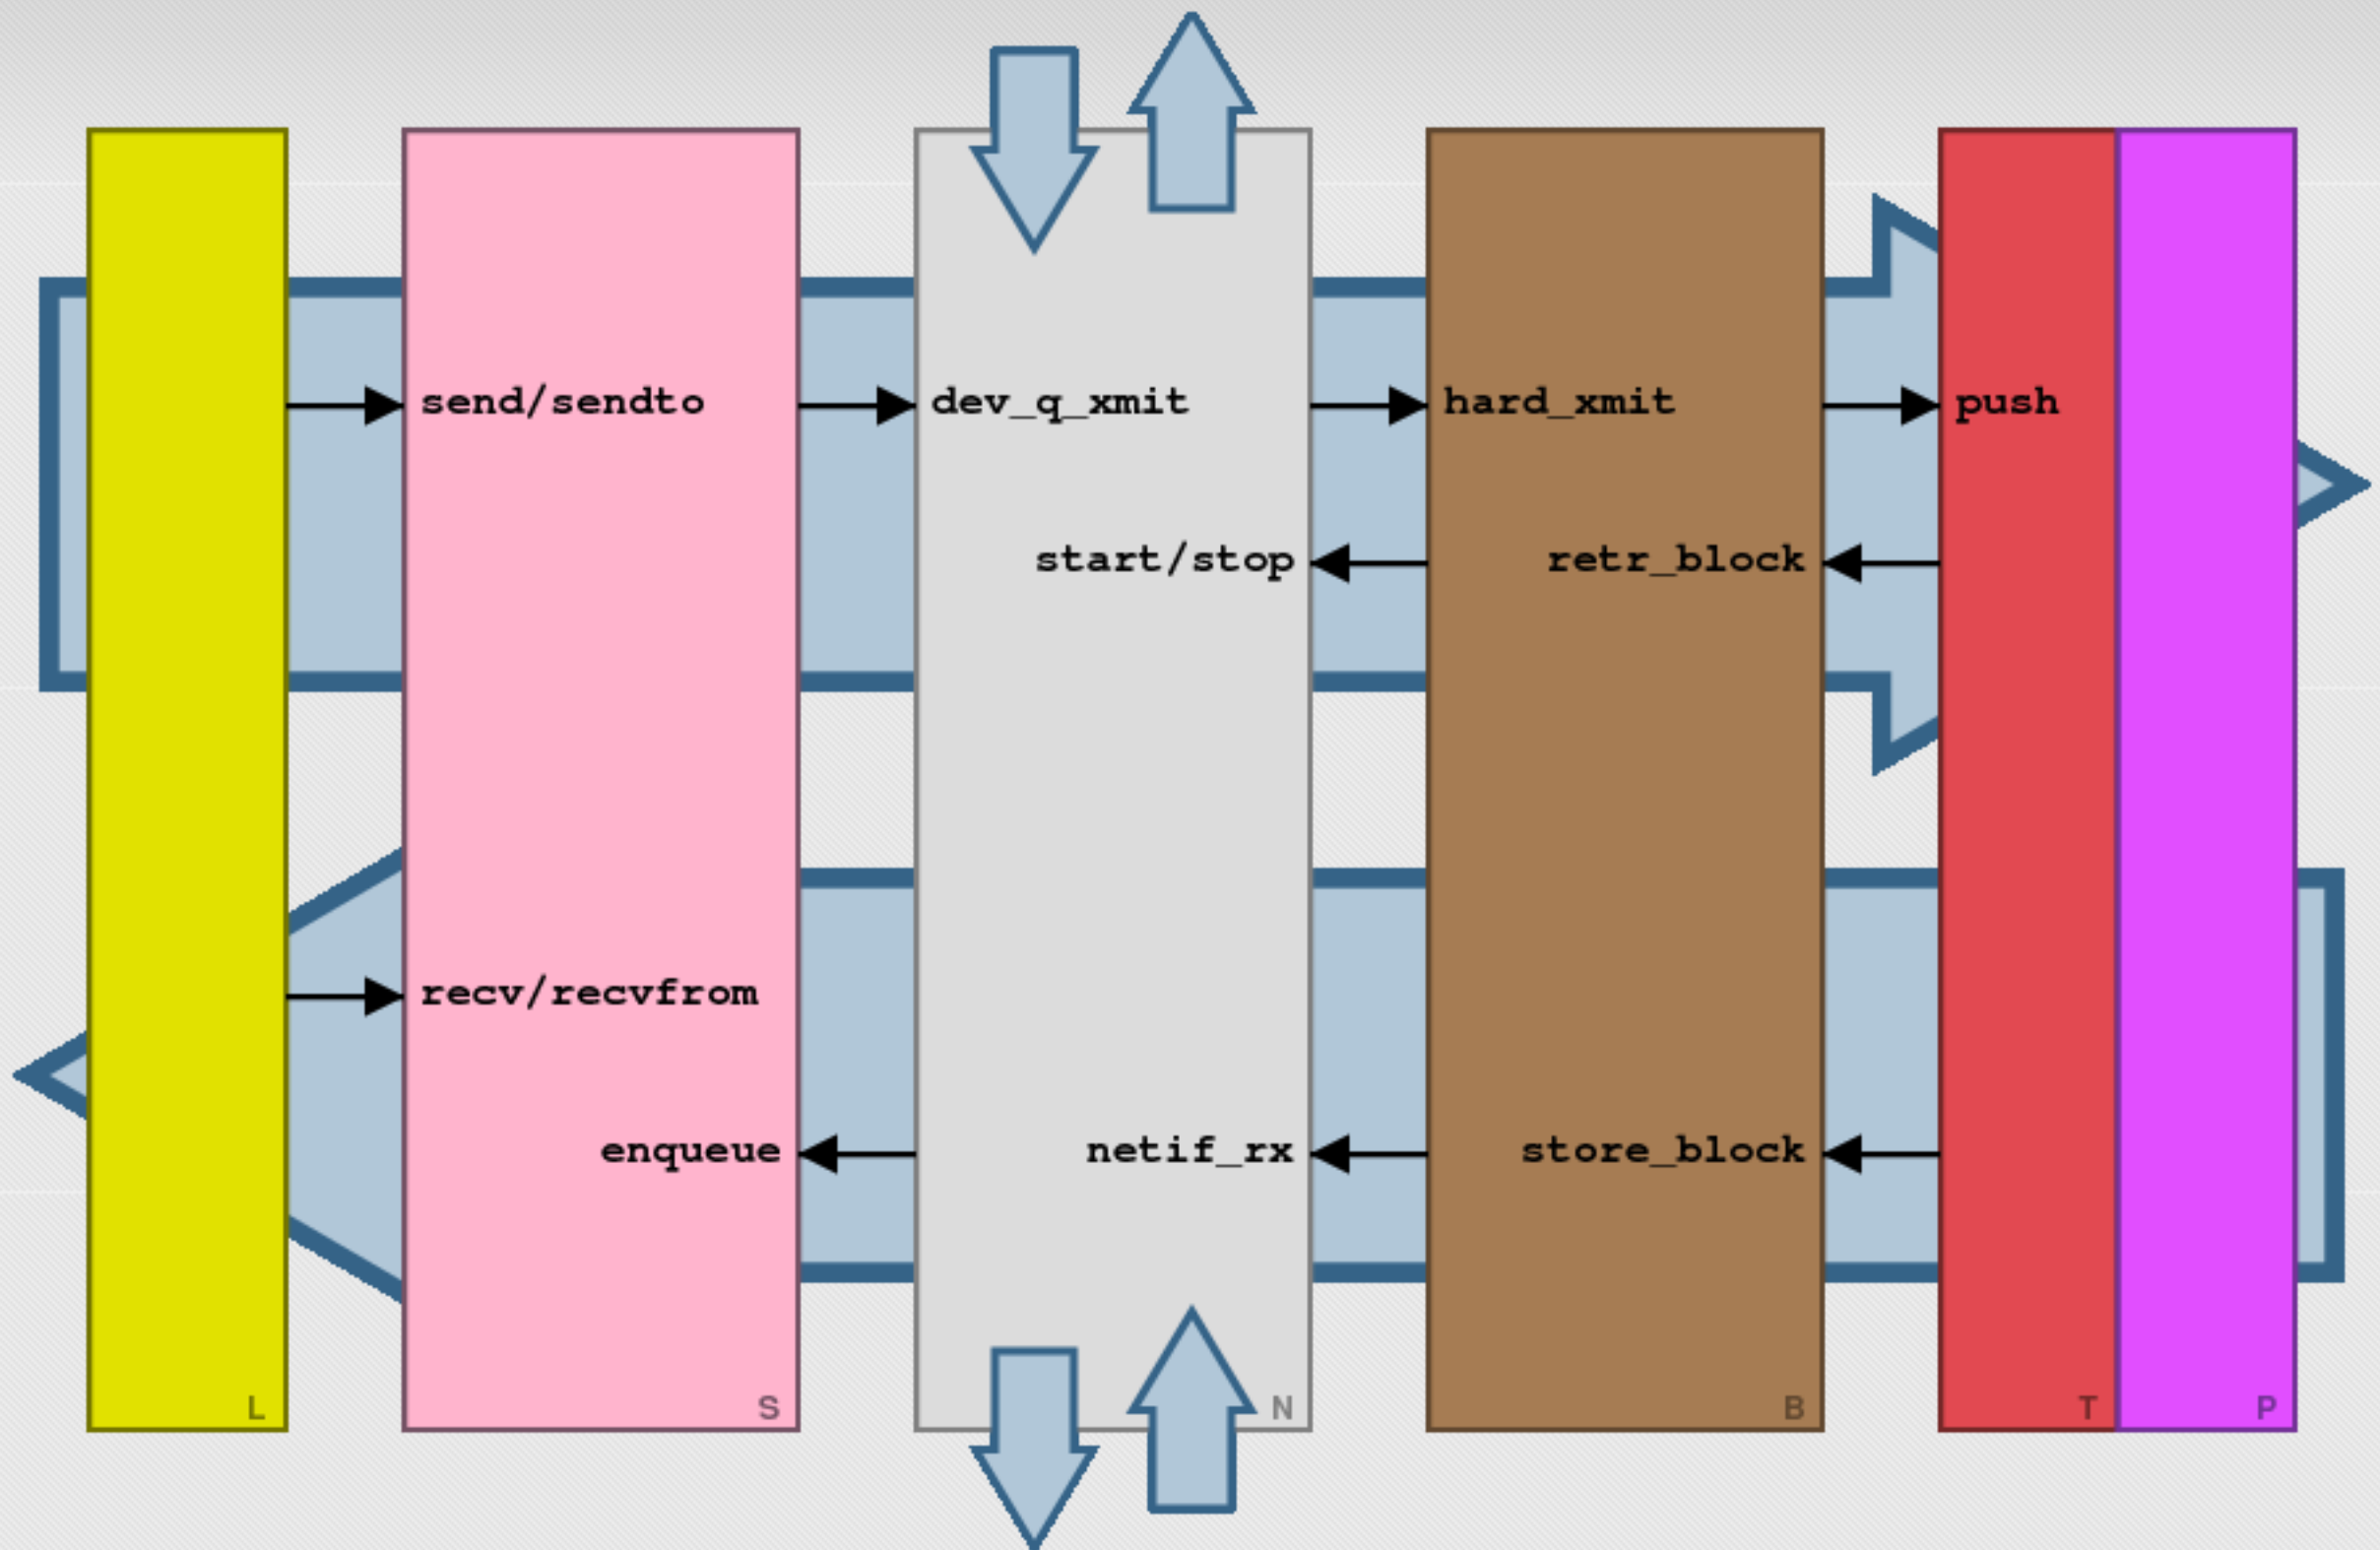 send/sendto
dev_q_xmit
hard_xmit
push
start/stop
retr_block
recv/recvfrom
enqueue
netif_rx
store_block
L
S
N
B
T
P